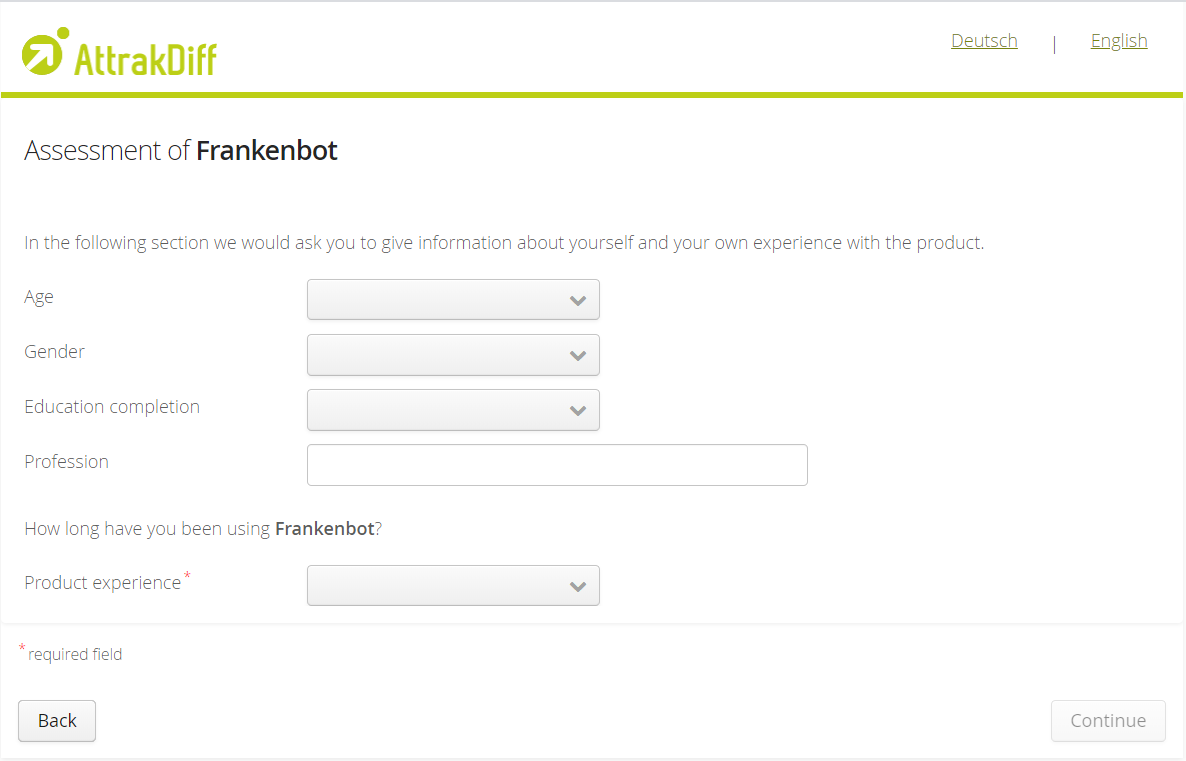 AttrakDiff
Deutsch | English
Assessment of Frankenbot
In the following section we would ask you to give information about yourself and your own experience with the product.
Age
Gender
Education completion
Profession
How long have you been using Frankenbot?
Product experience*
*required field
Back
Continue